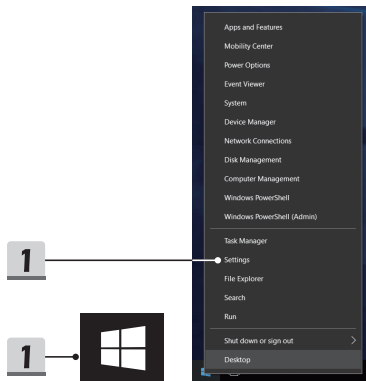 Apps and Features
Mobility Center
Power Options
Event Viewer
System
Device Manager
Network Connections
Disk Management
Computer Management
Windows PowerShell
Windows PowerShell (Admin)
Task Manager
1
Settings
File Explorer
Search
Run
Shut down or sign out
1
Desktop